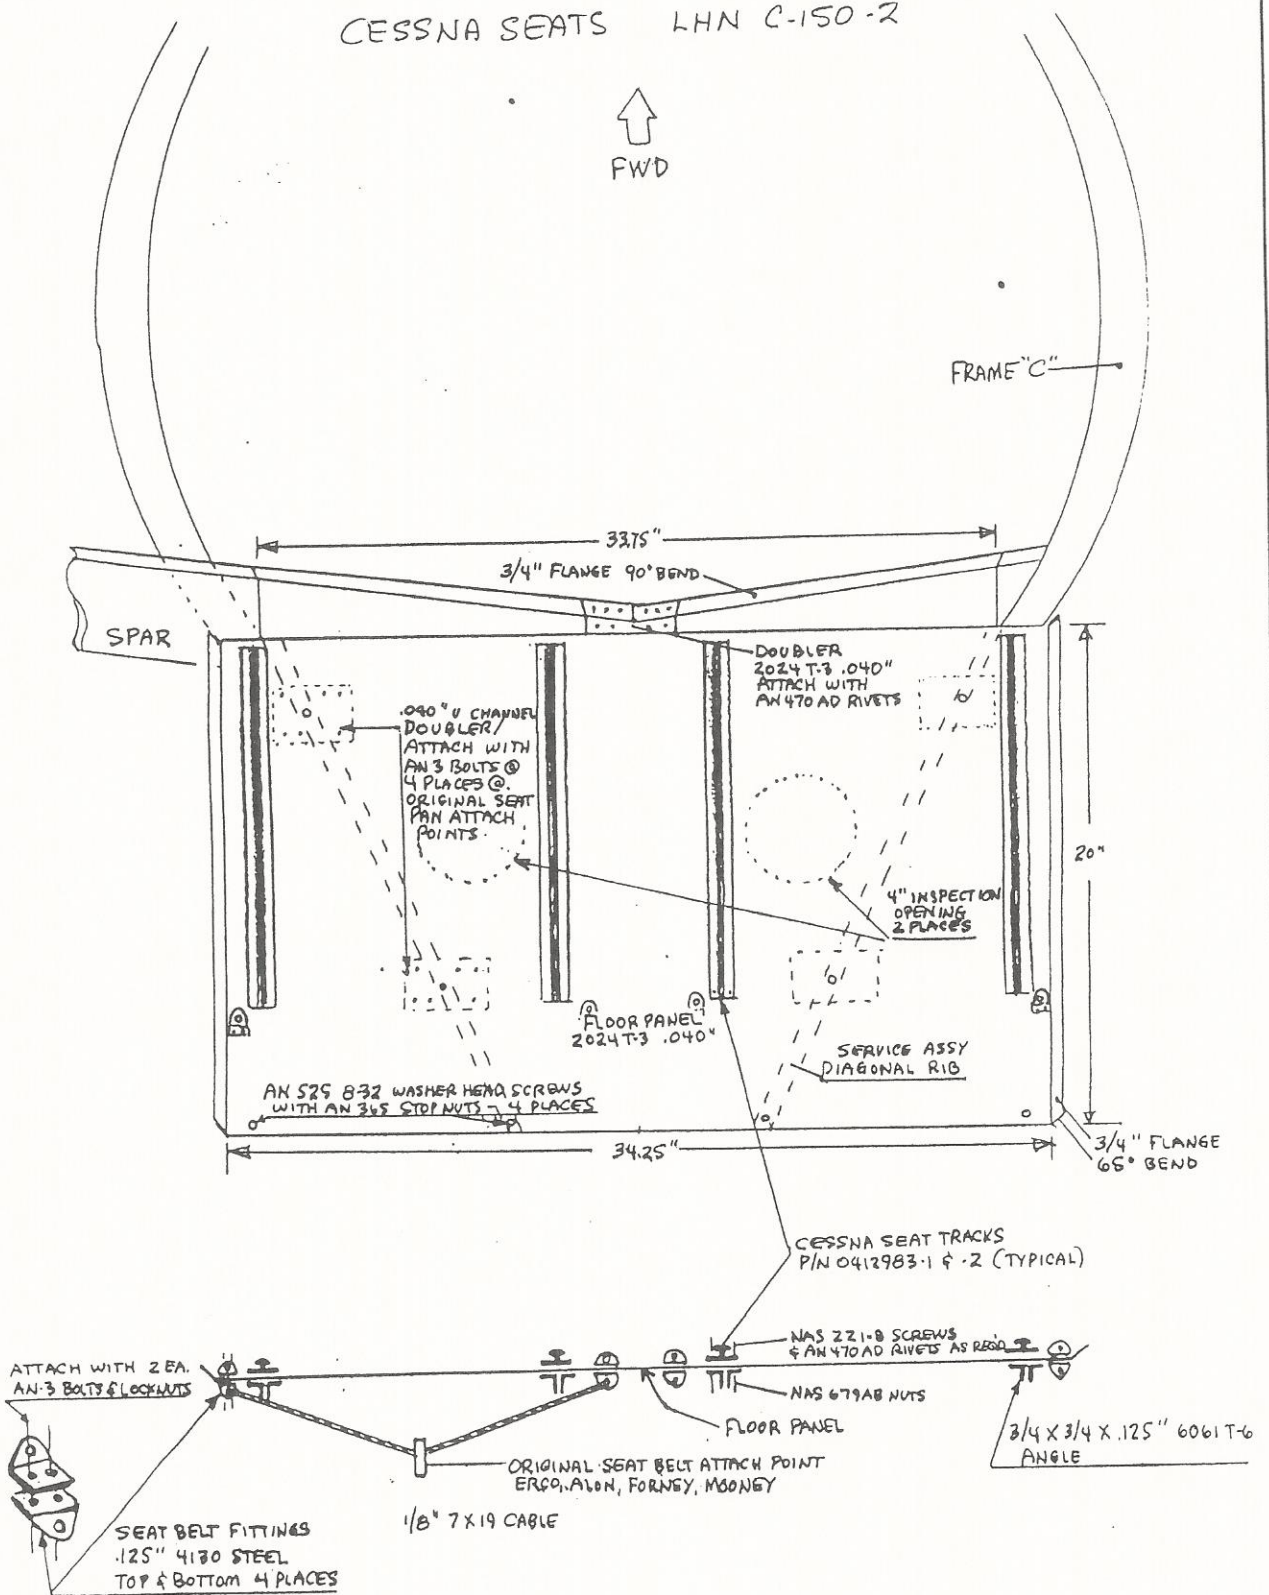 CESSNA SEATS LHN C-150-2
FWD
FRAME "C"
33.75"
3/4" FLANGE 90° BEND
SPAR
DOUBLER
2024 T-3 .040"
ATTACH WITH
AN 470 AD RIVETS
.040" U CHANNEL
DOUBLER/
ATTACH WITH
AN 3 BOLTS @
4 PLACES @.
ORIGINAL SEAT
PAN ATTACH
POINTS.
20"
4" INSPECTION
OPENING
2 PLACES
FLOOR PANEL
2024 T-3 .040"
SERVICE ASSY
DIAGONAL RIB
AN 525 8-32 WASHER HEAD SCREWS
WITH AN 365 STOP NUTS - 4 PLACES
34.25"
3/4" FLANGE
65° BEND
CESSNA SEAT TRACKS
P/N 0412983-1 & -2 (TYPICAL)
NAS 221-8 SCREWS
& AN 470 AD RIVETS AS REQ'D
ATTACH WITH 2 EA.
AN-3 BOLTS & LOCKNUTS
NAS 679A8 NUTS
FLOOR PANEL
3/4 X 3/4 X .125" 6061 T-6
ANGLE
ORIGINAL SEAT BELT ATTACH POINT
ERCO, ALON, FORNEY, MOONEY
1/8" 7 X 19 CABLE
SEAT BELT FITTINGS
.125" 4130 STEEL
TOP & BOTTOM 4 PLACES